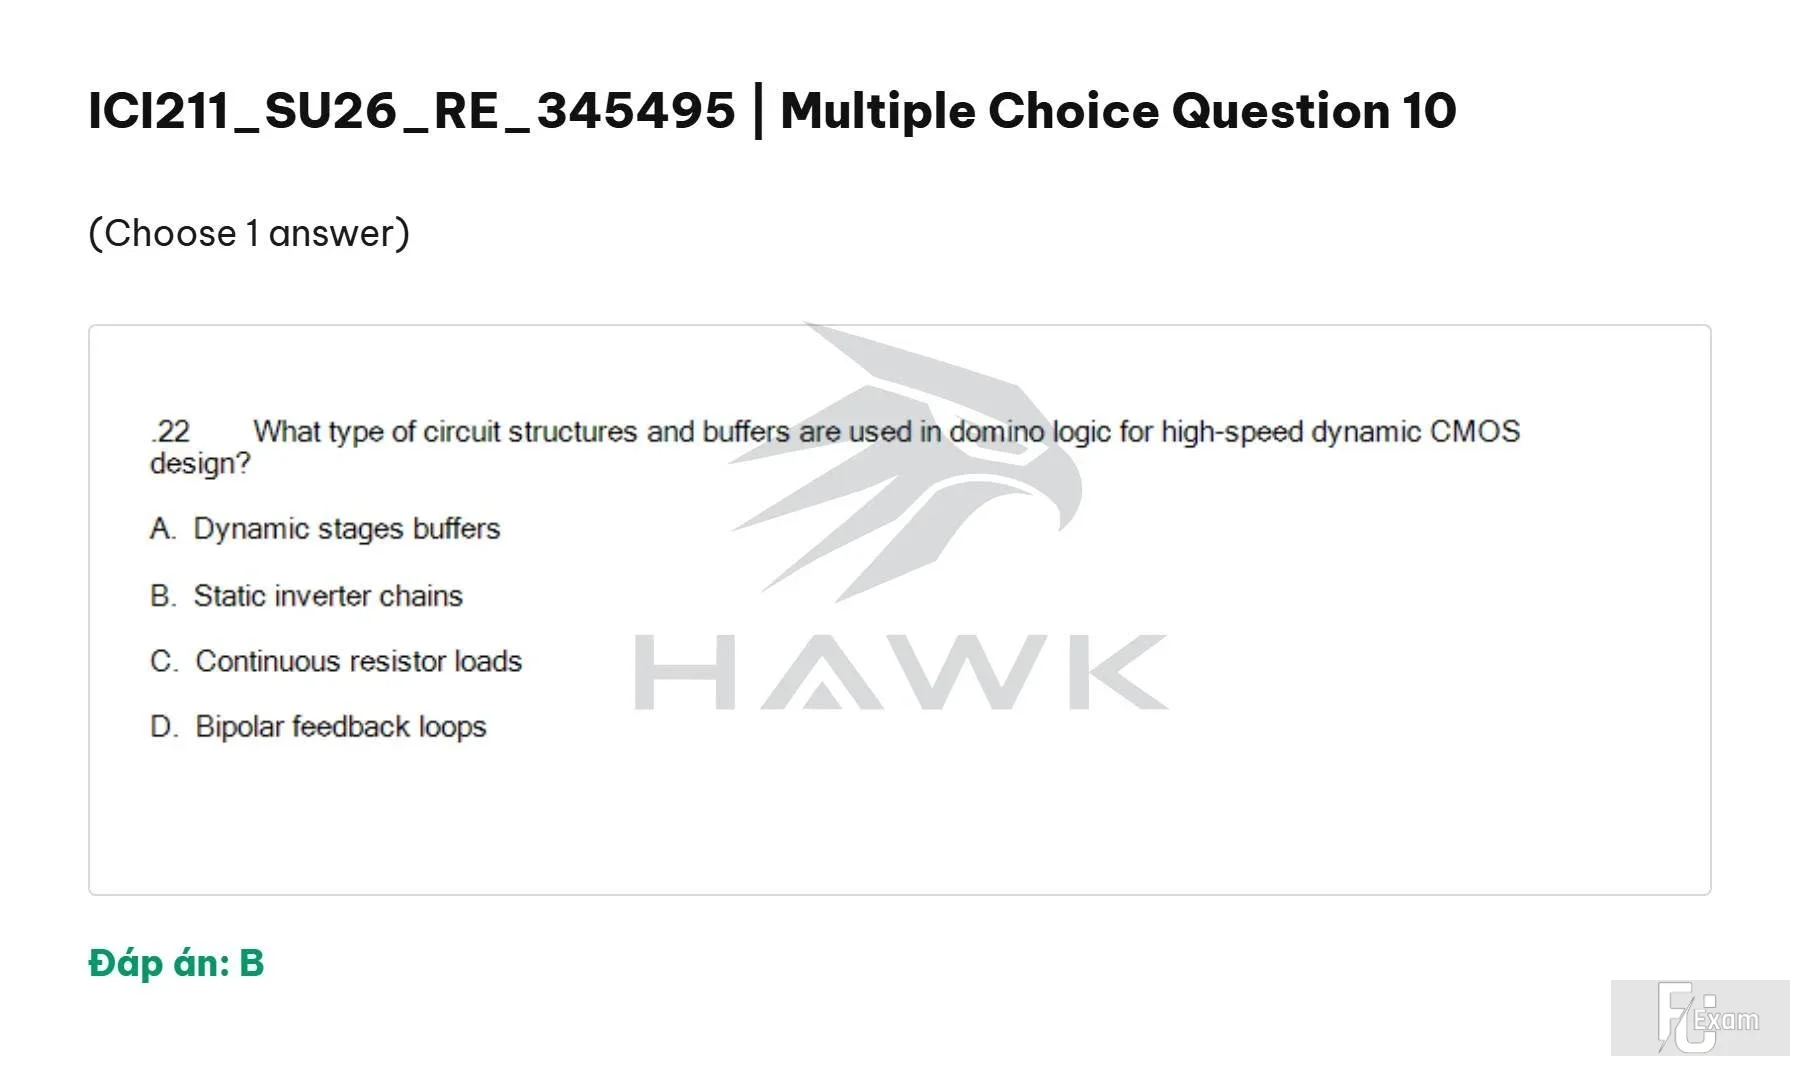 ICI211_SU26_RE_345495 | Multiple Choice Question 10
(Choose 1 answer)
.22 What type of circuit structures and buffers are used in domino logic for high-speed dynamic CMOS
design?
A. Dynamic stages buffers
B. Static inverter chains
C. Continuous resistor loads
D. Bipolar feedback loops
HAWK
Đáp án: B
FU Exam